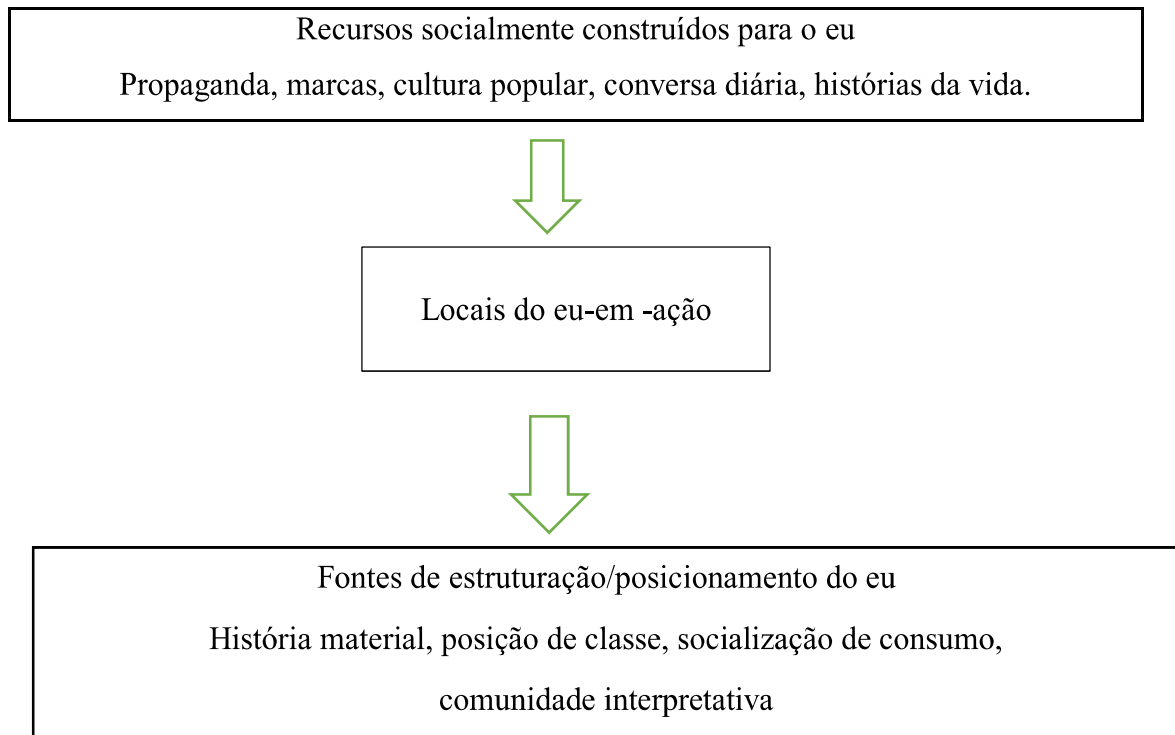 Recursos socialmente construídos para o eu
Propaganda, marcas, cultura popular, conversa diária, histórias da vida.
Locais do eu-em -ação
Fontes de estruturação/posicionamento do eu
História material, posição de classe, socialização de consumo,
comunidade interpretativa